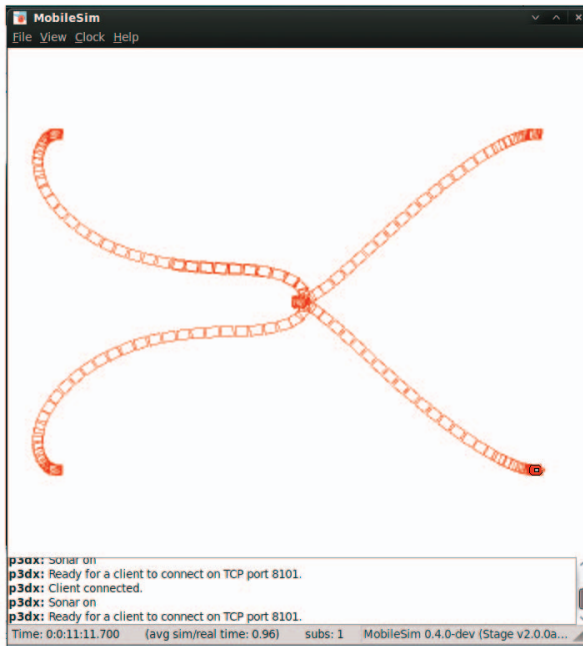 MobileSim
File View Clock Help
p3dx: Sonar on
p3dx: Ready for a client to connect on TCP port 8101.
p3dx: Client connected.
p3dx: Sonar on
p3dx: Ready for a client to connect on TCP port 8101.
Time: 0:0:11:11.700 (avg sim/real time: 0.96) subs: 1 MobileSim 0.4.0-dev (Stage v2.0.0a...